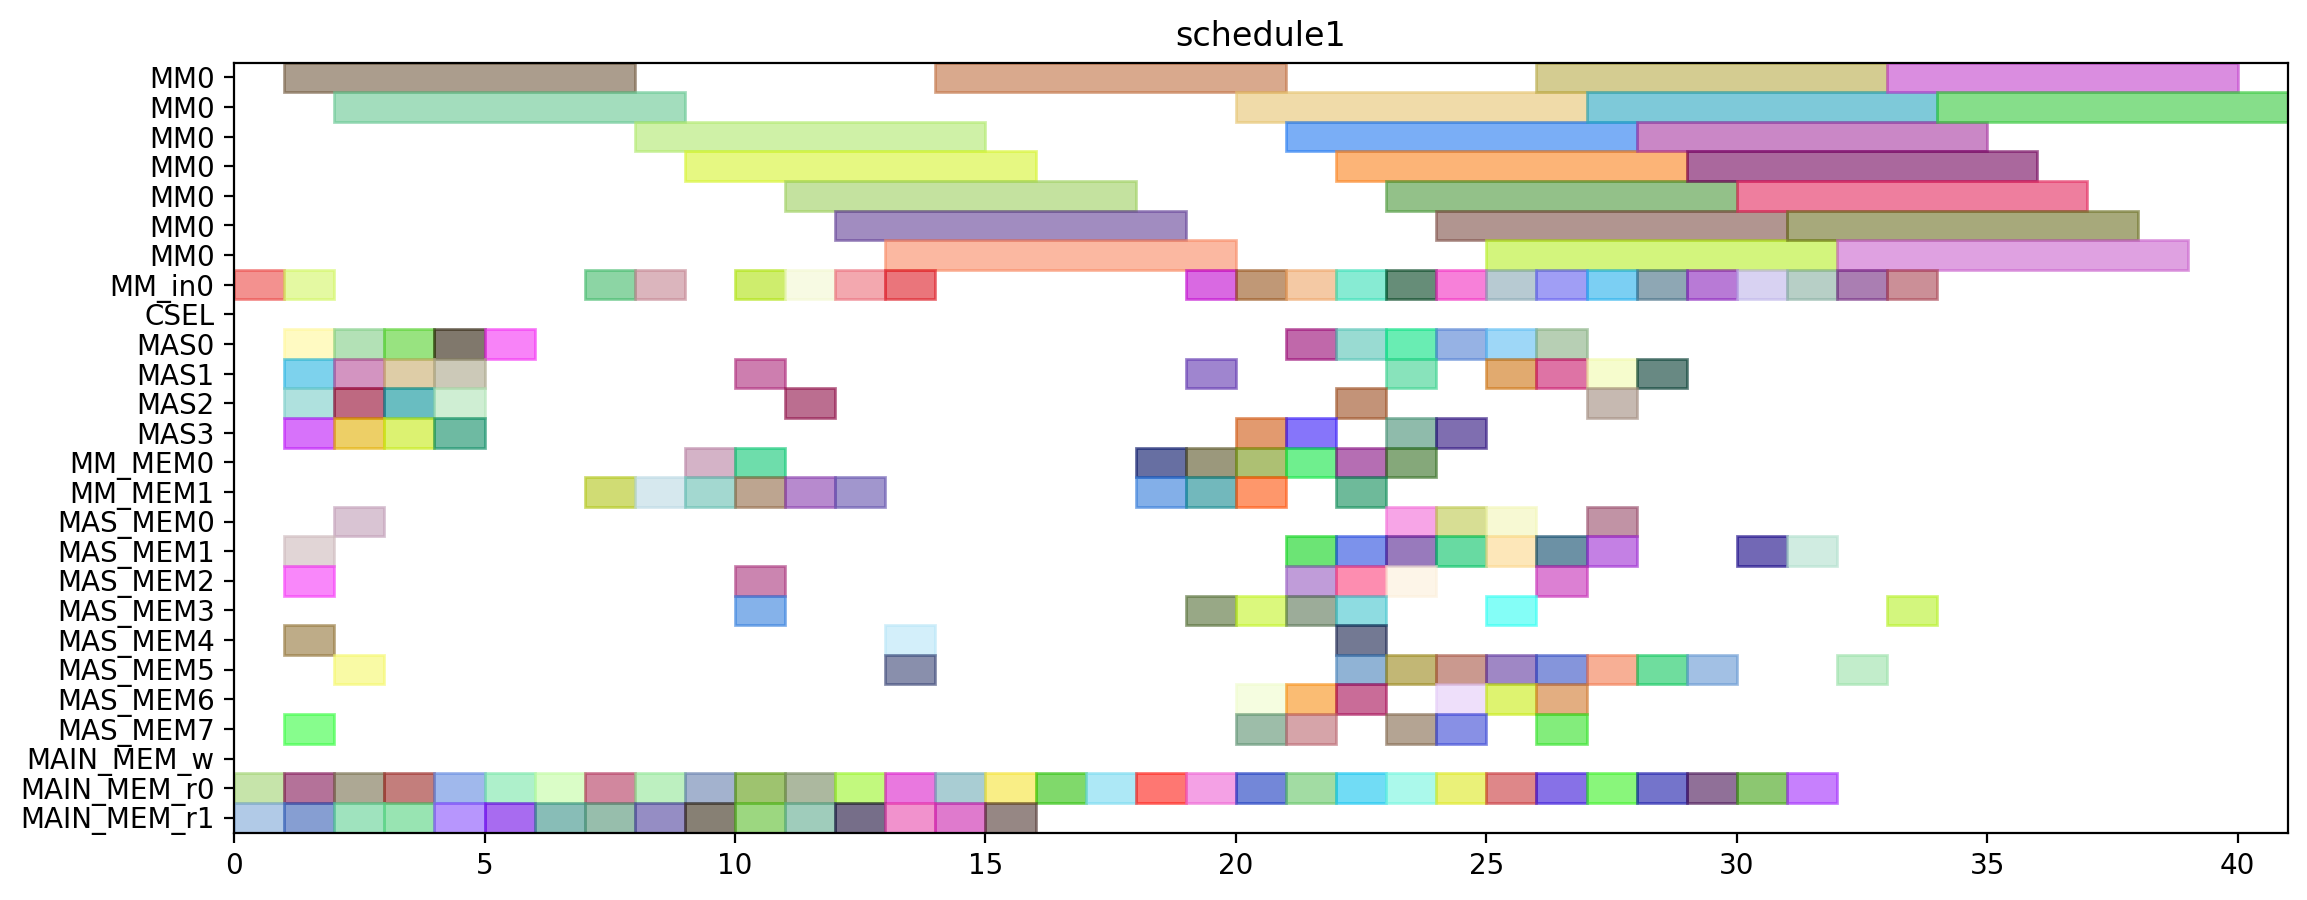 schedule1
MM0
MM0
MM0
MM0
MM0
MM0
MM0
MM_in0
CSEL
MAS0
MAS1
MAS2
MAS3
MM_MEM0
MM_MEM1
MAS_MEM0
MAS_MEM1
MAS_MEM2
MAS_MEM3
MAS_MEM4
MAS_MEM5
MAS_MEM6
MAS_MEM7
MAIN_MEM_w
MAIN_MEM_r0
MAIN_MEM_r1
0 5 10 15 20 25 30 35 40